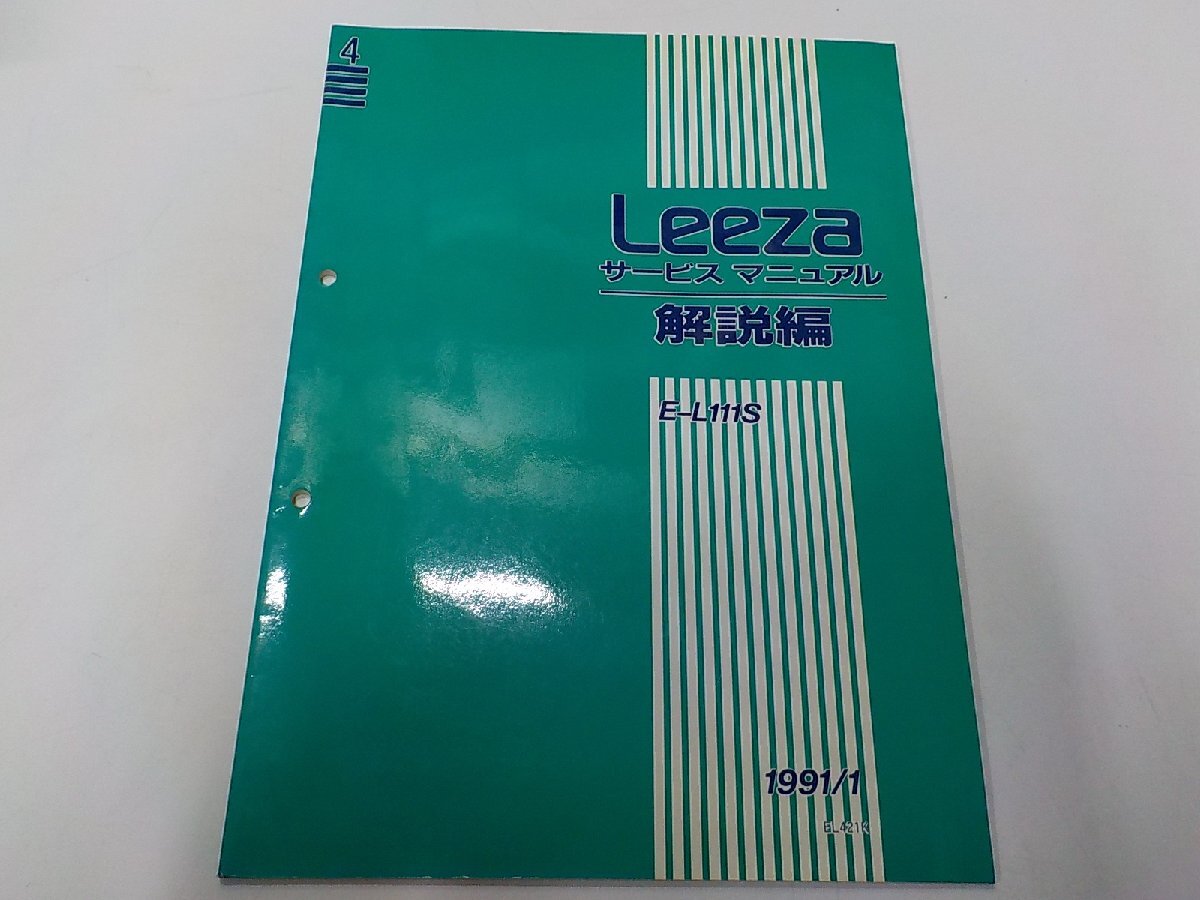 4
Leeza
サービス マニュアル
解説編
E-L111S
1991/1
EL421K